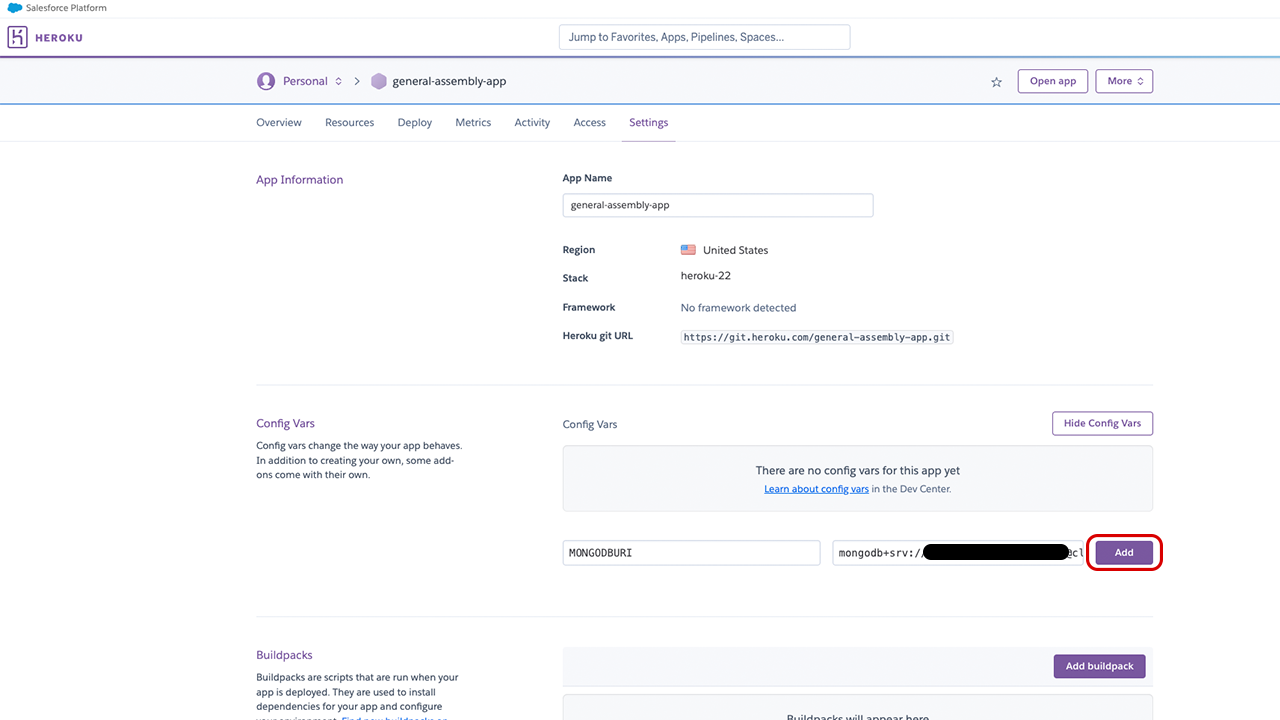 Salesforce Platform
HEROKU
Jump to Favorites, Apps, Pipelines, Spaces...
Personal
general-assembly-app
Open app
More
Overview
Resources
Deploy
Metrics
Activity
Access
Settings
App Information
App Name
general-assembly-app
Region
United States
Stack
heroku-22
Framework
No framework detected
Heroku git URL
https://git.heroku.com/general-assembly-app.git
Config Vars
Config vars change the way your app behaves.
In addition to creating your own, some add-
ons come with their own.
Config Vars
Hide Config Vars
There are no config vars for this app yet
Learn about config vars in the Dev Center.
MONGODBURI
mongodb+srv:/ @cl
Add
Buildpacks
Buildpacks are scripts that are run when your
app is deployed. They are used to install
dependencies for your app and configure
your environment. Find new buildpacks on
Add buildpack
Buildpacks will appear here